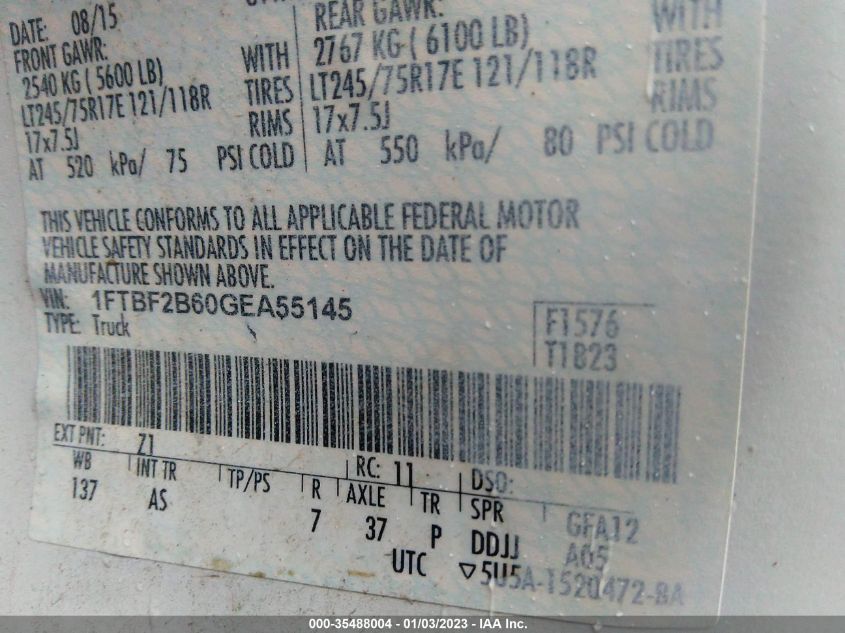 DATE: 08/15
FRONT GAWR:
2540 KG ( 5600 LB) WITH
LT245/75R17E 121/118R TIRES
17x7.5J RIMS
AT 520 kPa/ 75 PSI COLD
REAR GAWR:
2767 KG ( 6100 LB) WITH
LT245/75R17E 121/118R TIRES
17x7.5J RIMS
AT 550 kPa/ 80 PSI COLD
THIS VEHICLE CONFORMS TO ALL APPLICABLE FEDERAL MOTOR
VEHICLE SAFETY STANDARDS IN EFFECT ON THE DATE OF
MANUFACTURE SHOWN ABOVE.
VIN: 1FTBF2B60GEA55145
TYPE: Truck
F1576
T1823
EXT PNT: Z1 RC: 11 DSO:
WB INT TR TP/PS R AXLE TR SPR GFA12
137 AS 7 37 P DDJJ A05
UTC ▽5U5A-1520472-BA
000-35488004 - 01/03/2023 - IAA Inc.